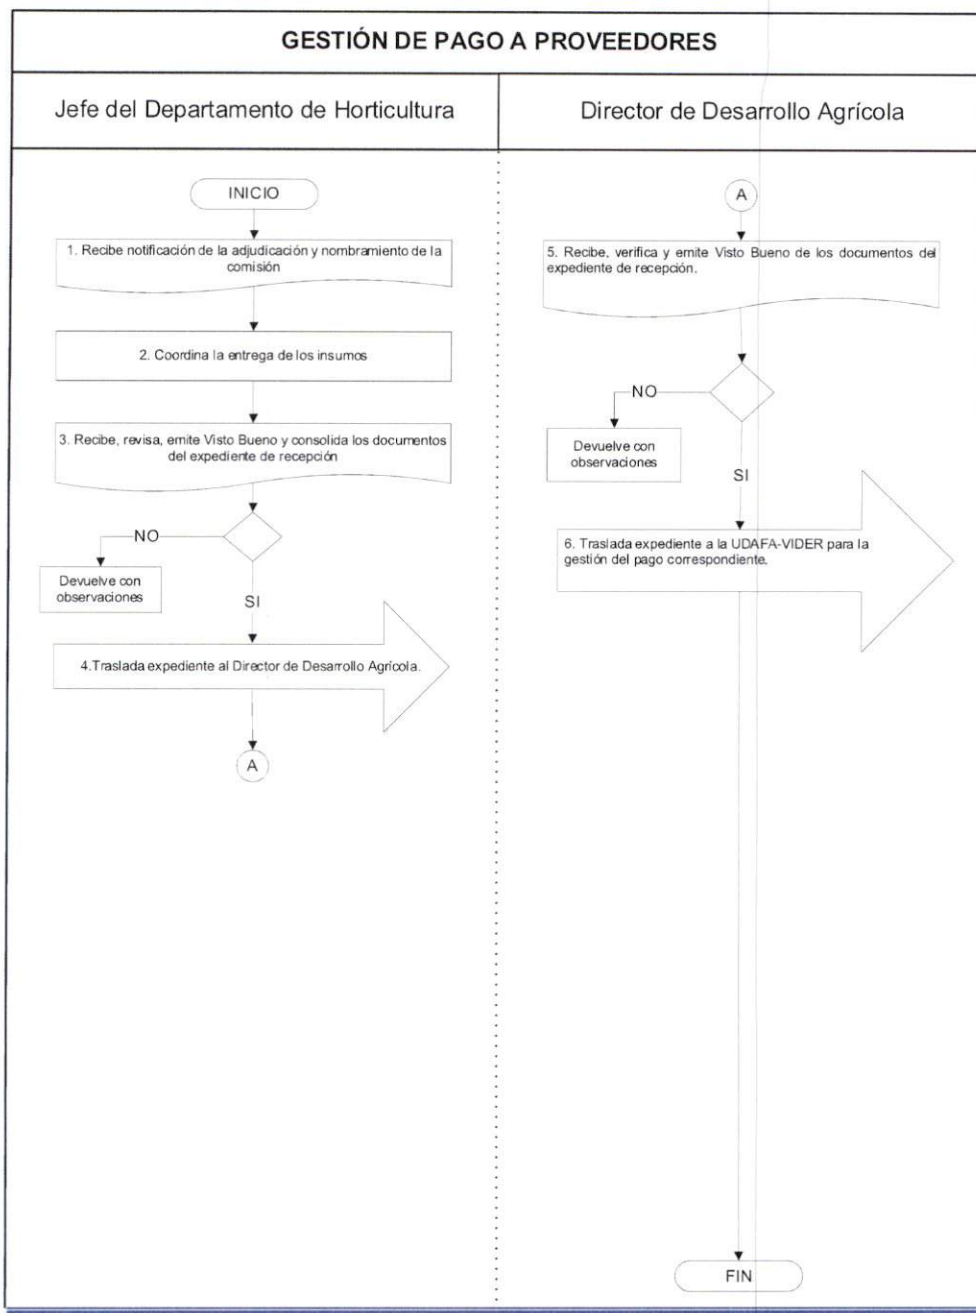 GESTIÓN DE PAGO A PROVEEDORES
Jefe del Departamento de Horticultura
INICIO
1. Recibe notificación de la adjudicación y nombramiento de la
comisión
2. Coordina la entrega de los insumos
3. Recibe, revisa, emite Visto Bueno y consolida los documentos
del expediente de recepción
NO
Devuelve con
observaciones
SI
4.Traslada expediente al Director de Desarrollo Agrícola.
A
Director de Desarrollo Agrícola
A
5. Recibe, verifica y emite Visto Bueno de los documentos del
expediente de recepción.
NO
Devuelve con
observaciones
SI
6. Traslada expediente a la UDAFA-VIDER para la
gestión del pago correspondiente.
FIN